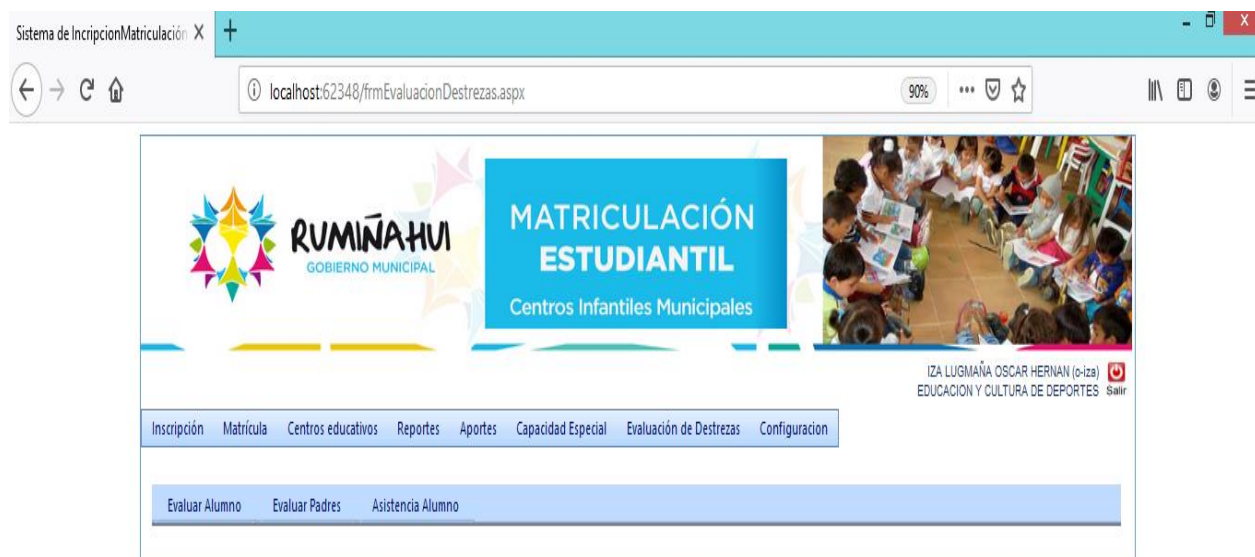 Sistema de IncripcionMatriculación
localhost:62348/frmEvaluacionDestrezas.aspx
90%
RUMIÑAHUI
GOBIERNO MUNICIPAL
MATRICULACIÓN
ESTUDIANTIL
Centros Infantiles Municipales
IZA LUGMAÑA OSCAR HERNAN (o-iza)
EDUCACION Y CULTURA DE DEPORTES Salir
Inscripción Matrícula Centros educativos Reportes Aportes Capacidad Especial Evaluación de Destrezas Configuracion
Evaluar Alumno Evaluar Padres Asistencia Alumno